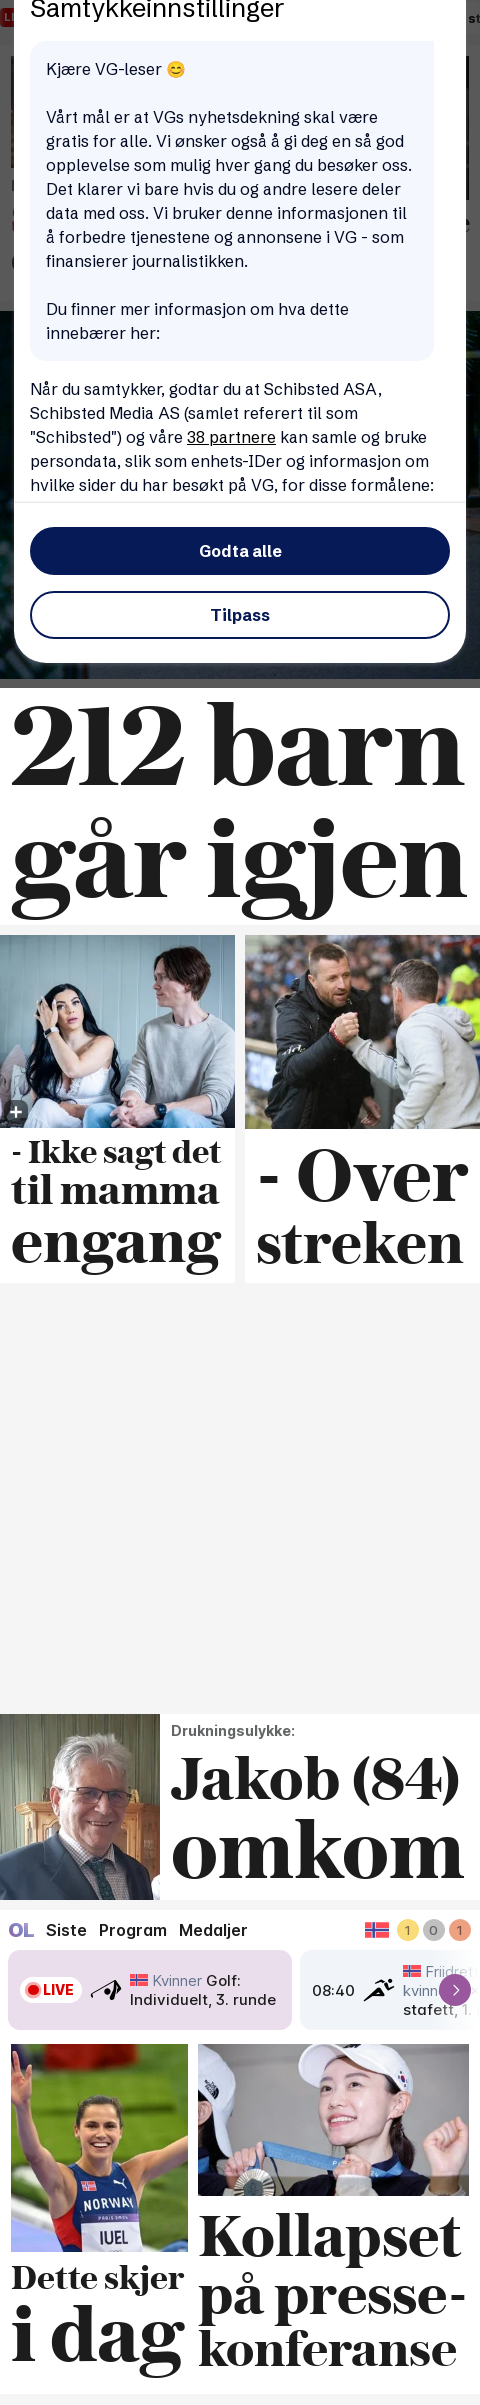 Samtykkeinnstillinger
Kjære VG-leser 😊
Vårt mål er at VGs nyhetsdekning skal være
gratis for alle. Vi ønsker også å gi deg en så god
opplevelse som mulig hver gang du besøker oss.
Det klarer vi bare hvis du og andre lesere deler
data med oss. Vi bruker denne informasjonen til
å forbedre tjenestene og annonsene i VG - som
finansierer journalistikken.
Du finner mer informasjon om hva dette
innebærer her:
Når du samtykker, godtar du at Schibsted ASA,
Schibsted Media AS (samlet referert til som
"Schibsted") og våre 38 partnere kan samle og bruke
persondata, slik som enhets-IDer og informasjon om
hvilke sider du har besøkt på VG, for disse formålene:
Godta alle
Tilpass
212 barn
går igjen
- Ikke sagt det
til mamma
engang
- Over
streken
Drukningsulykke:
Jakob (84)
omkom
OL Siste Program Medaljer 1 0 1
LIVE
Kvinner Golf:
Individuelt, 3. runde
08:40
Friidrett
stafett, 1.
NORWAY
PARIS 2024
IUEL
Dette skjer
i dag
Kollapset
på presse-
konferanse